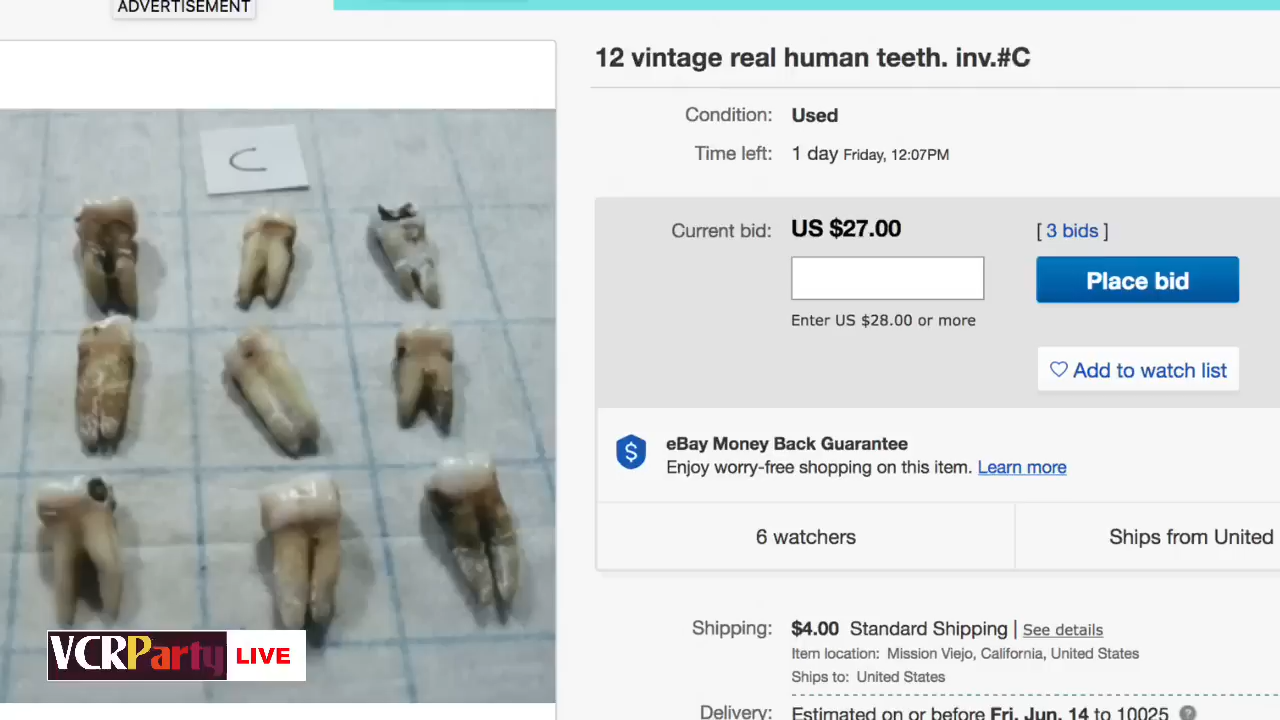 ADVERTISEMENT
12 vintage real human teeth. inv.#C
Condition: Used
Time left: 1 day Friday, 12:07PM
C
Current bid: US $27.00 [ 3 bids ]
Place bid
Enter US $28.00 or more
Add to watch list
$
eBay Money Back Guarantee
Enjoy worry-free shopping on this item. Learn more
6 watchers
Ships from United
Shipping: $4.00 Standard Shipping | See details
Item location: Mission Viejo, California, United States
Ships to: United States
Delivery: Estimated on or before Fri. Jun. 14 to 10025 ?
VCRParty LIVE